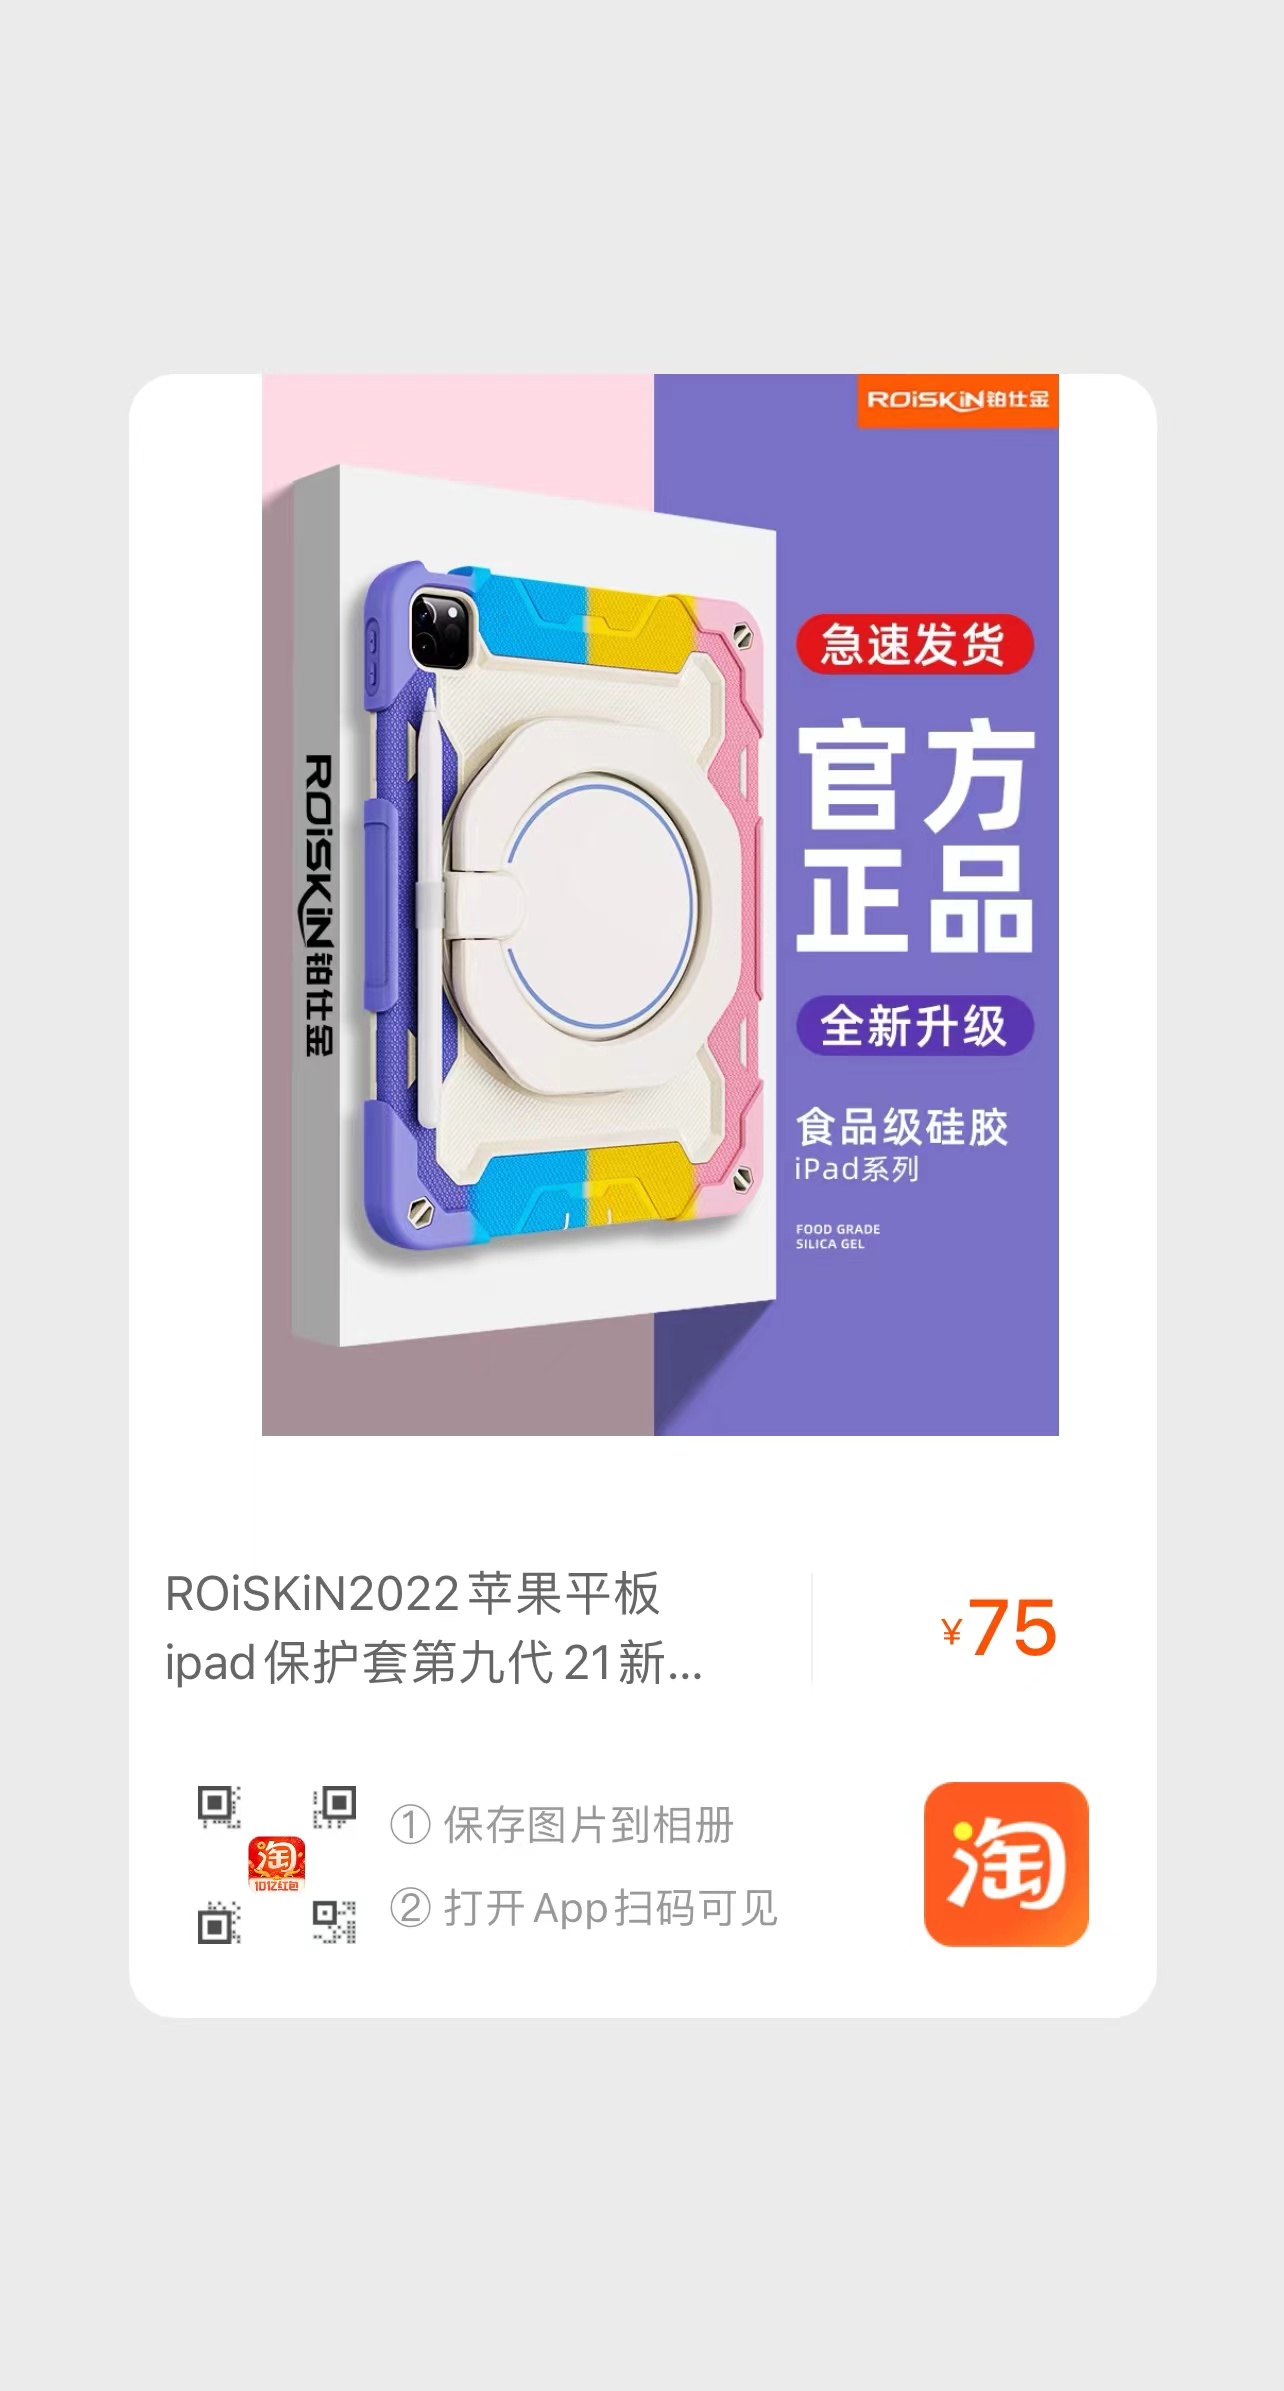 ROiSKiN铂仕金
急速发货
官方
正品
全新升级
食品级硅胶
iPad系列
FOOD GRADE
SILICA GEL
ROiSKiN铂仕金
ROiSKiN2022苹果平板
ipad保护套第九代21新...
¥75
① 保存图片到相册
② 打开App扫码可见
淘
10亿红包
淘